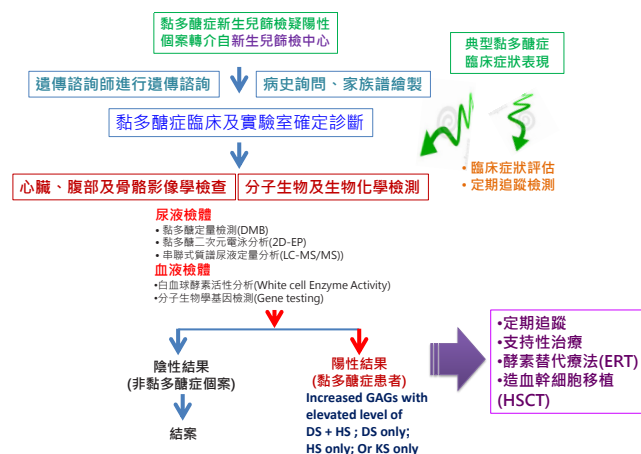 黏多醣症新生兒篩檢疑陽性
個案轉介自新生兒篩檢中心
典型黏多醣症
臨床症狀表現
遺傳諮詢師進行遺傳諮詢
病史詢問、家族譜繪製
黏多醣症臨床及實驗室確定診斷
• 臨床症狀評估
• 定期追蹤檢測
心臟、腹部及骨骼影像學檢查
分子生物及生物化學檢測
尿液檢體
• 黏多醣定量檢測(DMB)
• 黏多醣二次元電泳分析(2D-EP)
• 串聯式質譜尿液定量分析(LC-MS/MS))
血液檢體
•白血球酵素活性分析(White cell Enzyme Activity)
•分子生物學基因檢測(Gene testing)
陰性結果
(非黏多醣症個案)
結案
陽性結果
(黏多醣症患者)
Increased GAGs with
elevated level of
DS + HS ; DS only;
HS only; Or KS only
•定期追蹤
•支持性治療
•酵素替代療法(ERT)
•造血幹細胞移植
(HSCT)